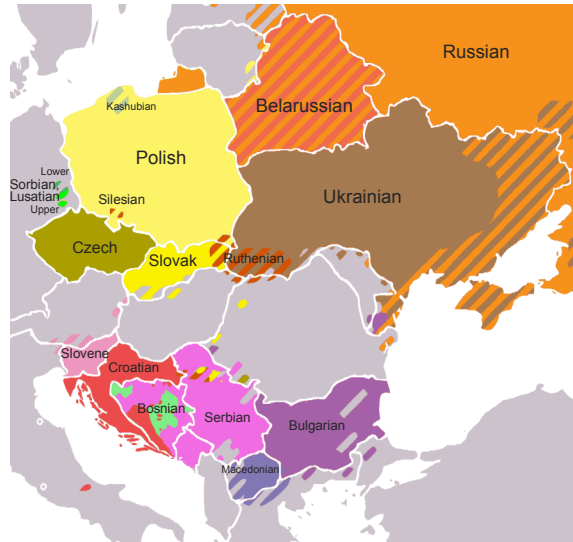 Russian
Kashubian
Belarussian
Polish
Lower
Sorbian,
Lusatian
Upper
Silesian
Ukrainian
Czech
Slovak
Ruthenian
Slovene
Croatian
Bosnian
Serbian
Bulgarian
Macedonian